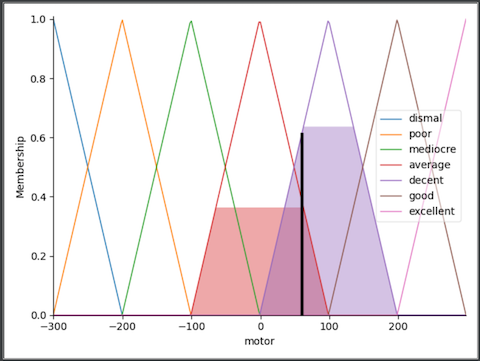 1.0
0.8
0.6
0.4
0.2
0.0
Membership
dismal
poor
mediocre
average
decent
good
excellent
−300 −200 −100 0 100 200
motor